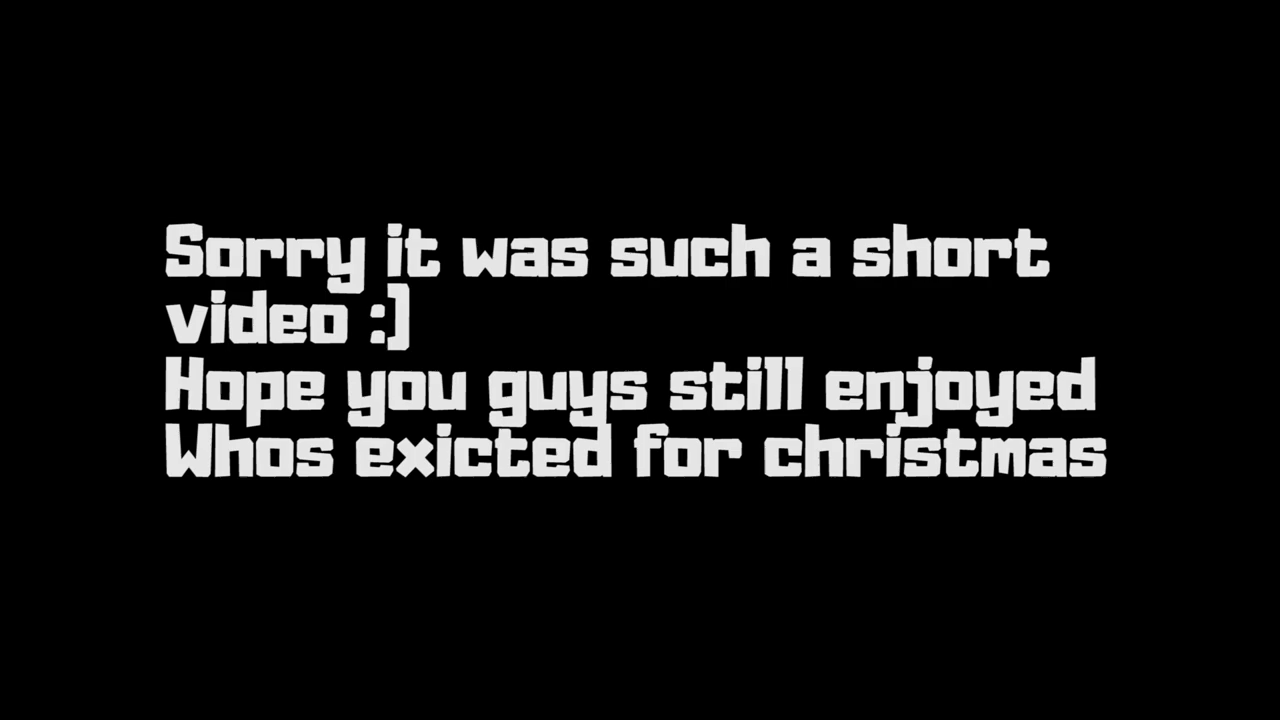 Sorry it was such a short
video :)
Hope you guys still enjoyed
Whos exicted for christmas